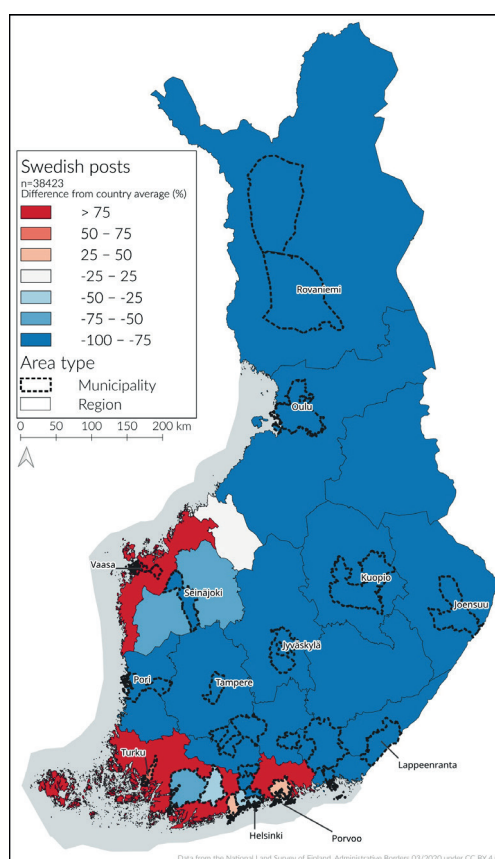 Swedish posts
n=38423
Difference from country average (%)
> 75
50 – 75
25 – 50
-25 – 25
-50 – -25
-75 – -50
-100 – -75
Area type
Municipality
Region
0 50 100 150 200 km
Rovaniemi
Oulu
Vaasa
Seinäjoki
Kuopio
Joensuu
Jyväskylä
Pori
Tampere
Turku
Lappeenranta
Helsinki
Porvoo
Data from the National Land Survey of Finland, Administrative Borders 03/2020 under CC BY 4.